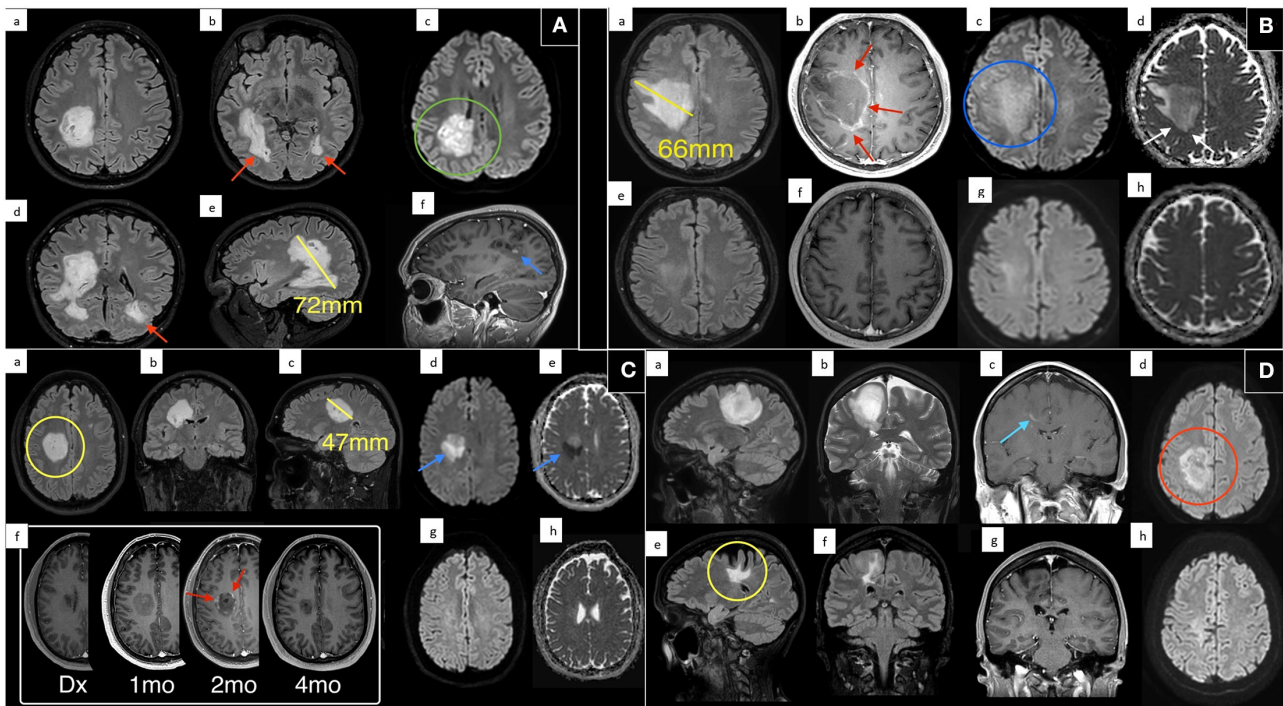 a b c A
d e f
72mm
a b c d B
66mm
e f g h
a b c d e C
47mm
f g h
Dx 1mo 2mo 4mo
a b c d D
e f g h